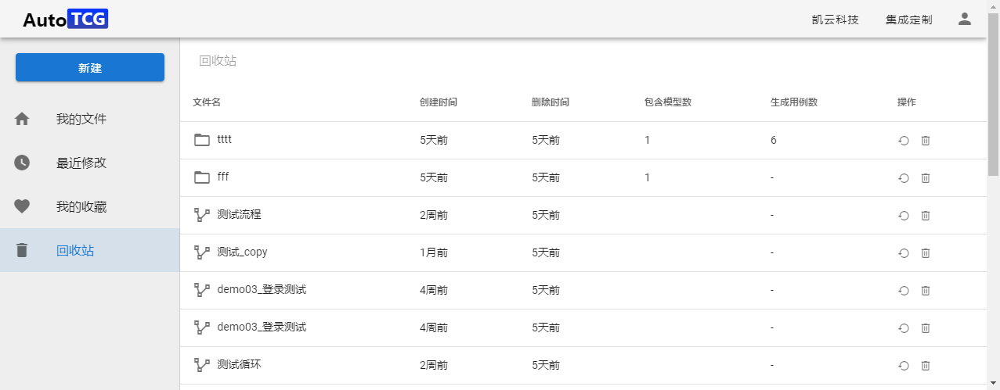 AutoTCG 凯云科技 集成定制
新建
我的文件
最近修改
我的收藏
回收站
回收站
文件名 创建时间 删除时间 包含模型数 生成用例数 操作
tttt 5天前 5天前 1 6
fff 5天前 5天前 1 -
测试流程 2周前 5天前 -
测试_copy 1月前 5天前 -
demo03_登录测试 4周前 5天前 -
demo03_登录测试 4周前 5天前 -
测试循环 2周前 5天前 -